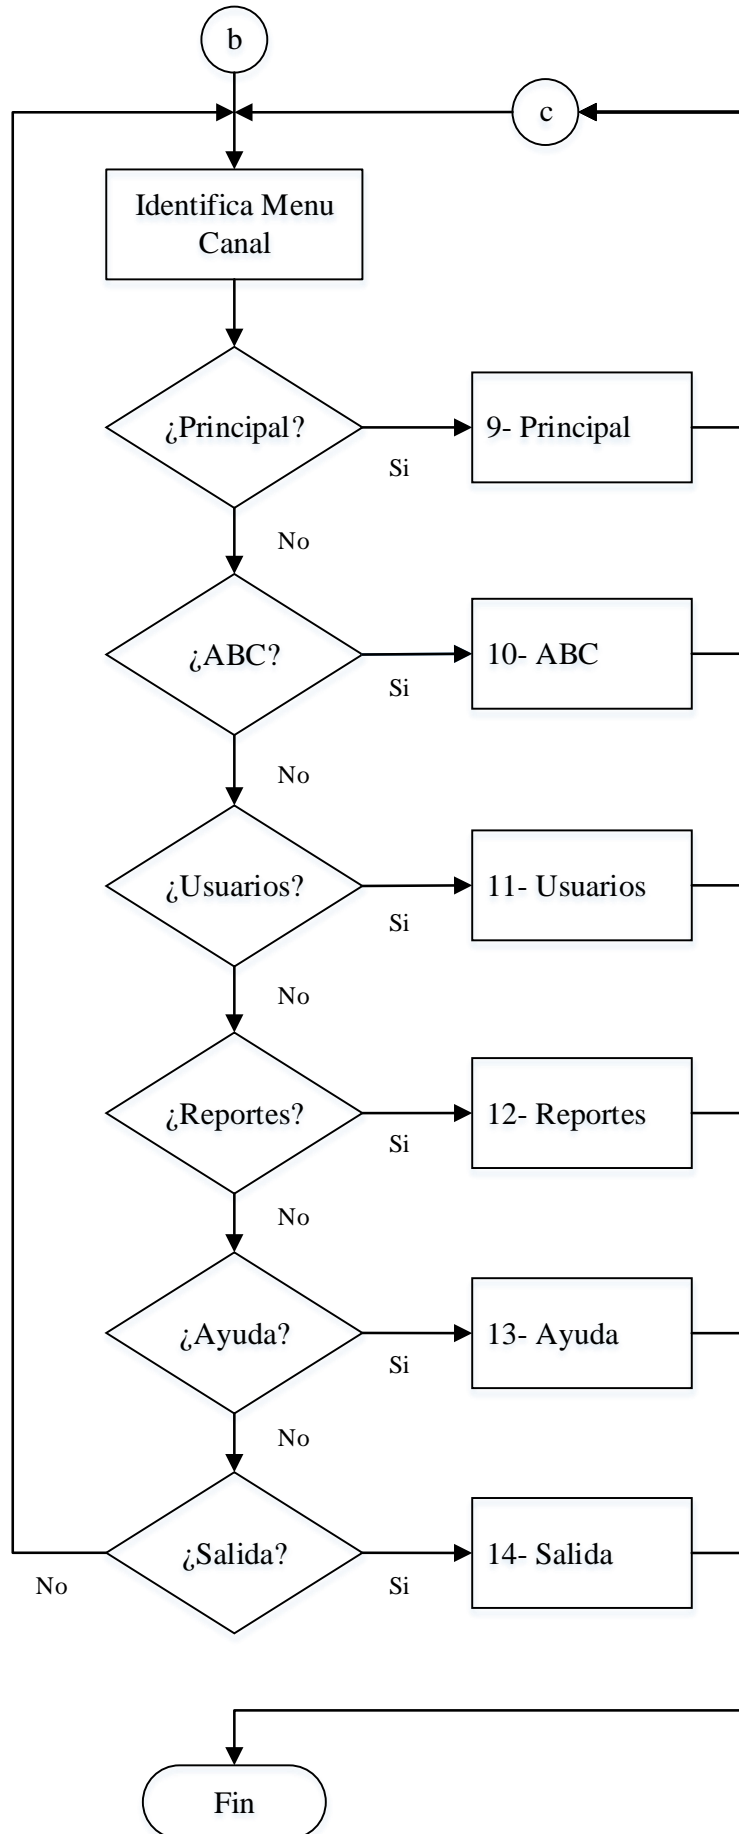 b
c
Identifica Menu
Canal
¿Principal?
Si
9- Principal
No
¿ABC?
Si
10- ABC
No
¿Usuarios?
Si
11- Usuarios
No
¿Reportes?
Si
12- Reportes
No
¿Ayuda?
Si
13- Ayuda
No
¿Salida?
No
Si
14- Salida
Fin